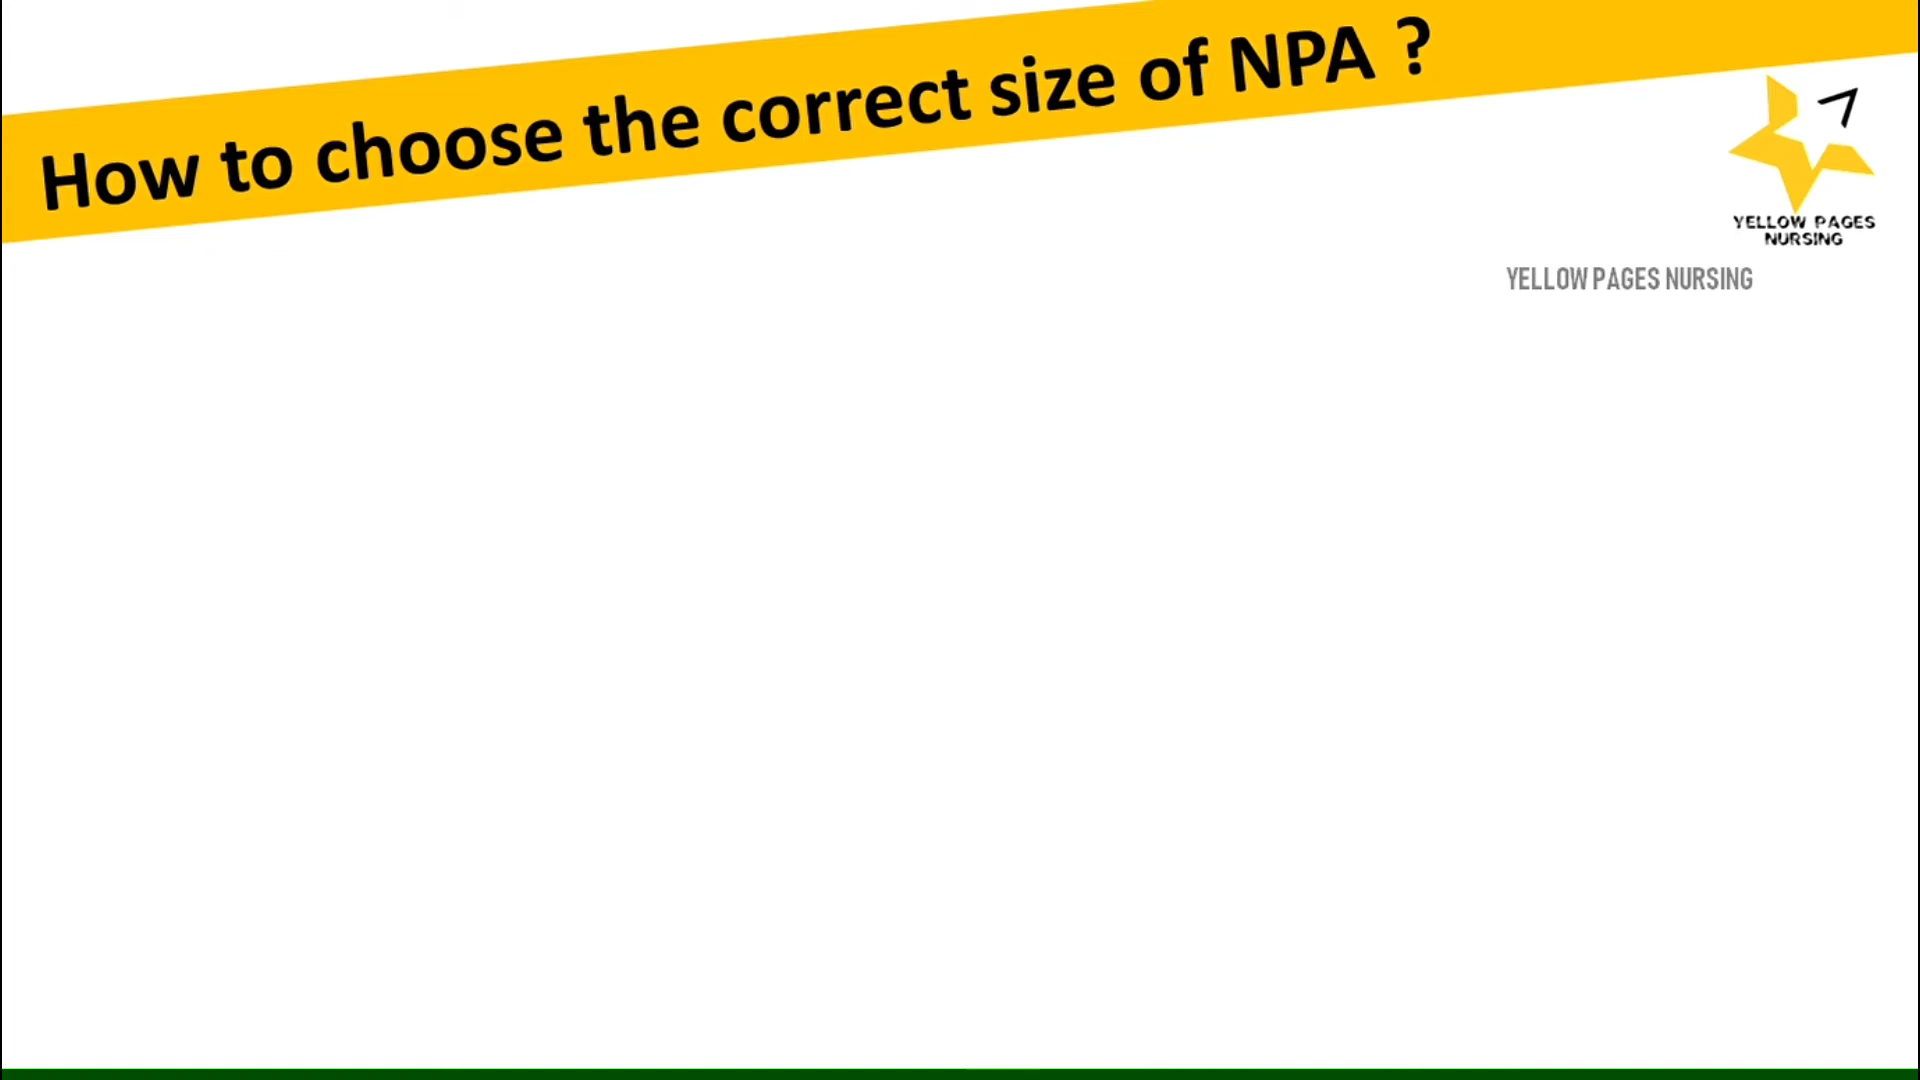 How to choose the correct size of NPA ?
YELLOW PAGES
NURSING
YELLOW PAGES NURSING